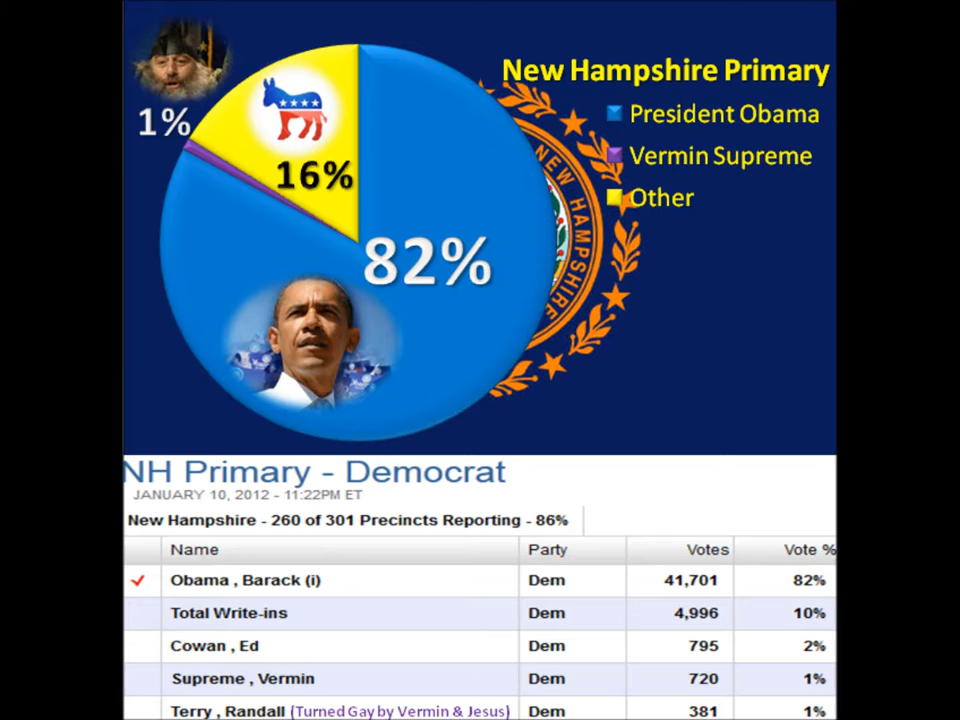 New Hampshire Primary
President Obama
Vermin Supreme
Other
1%
16%
82%
NEW HAMPSHIRE
NH Primary - Democrat
JANUARY 10, 2012 - 11:22PM ET
New Hampshire - 260 of 301 Precincts Reporting - 86%
Name Party Votes Vote %
Obama , Barack (i) Dem 41,701 82%
Total Write-ins Dem 4,996 10%
Cowan , Ed Dem 795 2%
Supreme , Vermin Dem 720 1%
Terry , Randall (Turned Gay by Vermin & Jesus) Dem 381 1%